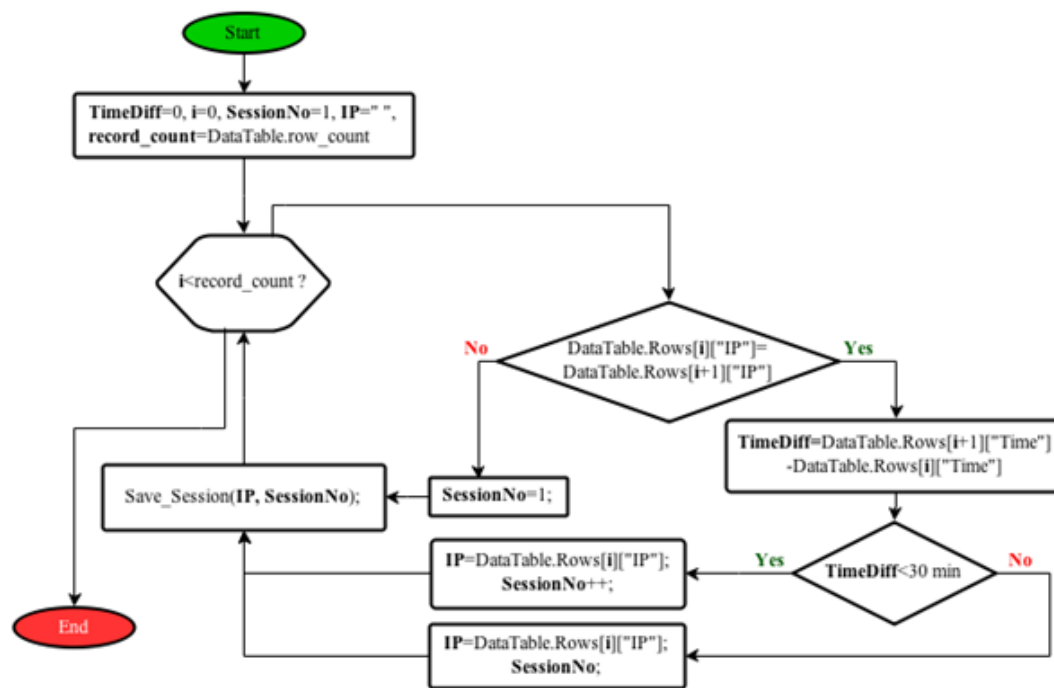 Start
TimeDiff=0, i=0, SessionNo=1, IP=" ",
record_count=DataTable.row_count
i<record_count ?
No
DataTable.Rows[i]["IP"]=
DataTable.Rows[i+1]["IP"]
Yes
TimeDiff=DataTable.Rows[i+1]["Time"]
-DataTable.Rows[i]["Time"]
Save_Session(IP, SessionNo);
SessionNo=1;
IP=DataTable.Rows[i]["IP"];
SessionNo++;
Yes
TimeDiff<30 min
No
End
IP=DataTable.Rows[i]["IP"];
SessionNo;